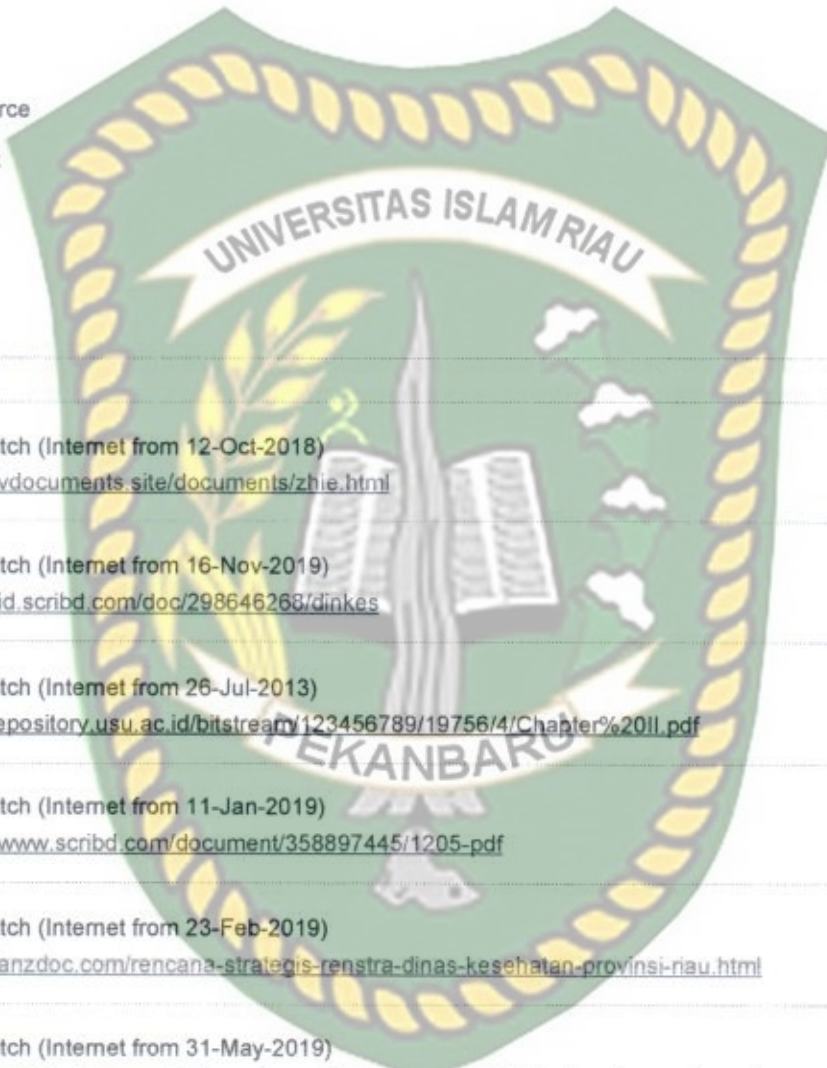 rce
UNIVERSITAS ISLAM RIAU
tch (Internet from 12-Oct-2018)
vdocuments.site/documents/zhie.html
tch (Internet from 16-Nov-2019)
id.scribd.com/doc/298646268/dinkes
tch (Internet from 26-Jul-2013)
epository.usu.ac.id/bitstream/123456789/19756/4/Chapter%20II.pdf
PEKANBARU
tch (Internet from 11-Jan-2019)
www.scribd.com/document/358897445/1205-pdf
tch (Internet from 23-Feb-2019)
anzdoc.com/rencana-strategis-renstra-dinas-kesehatan-provinsi-riau.html
tch (Internet from 31-May-2019)